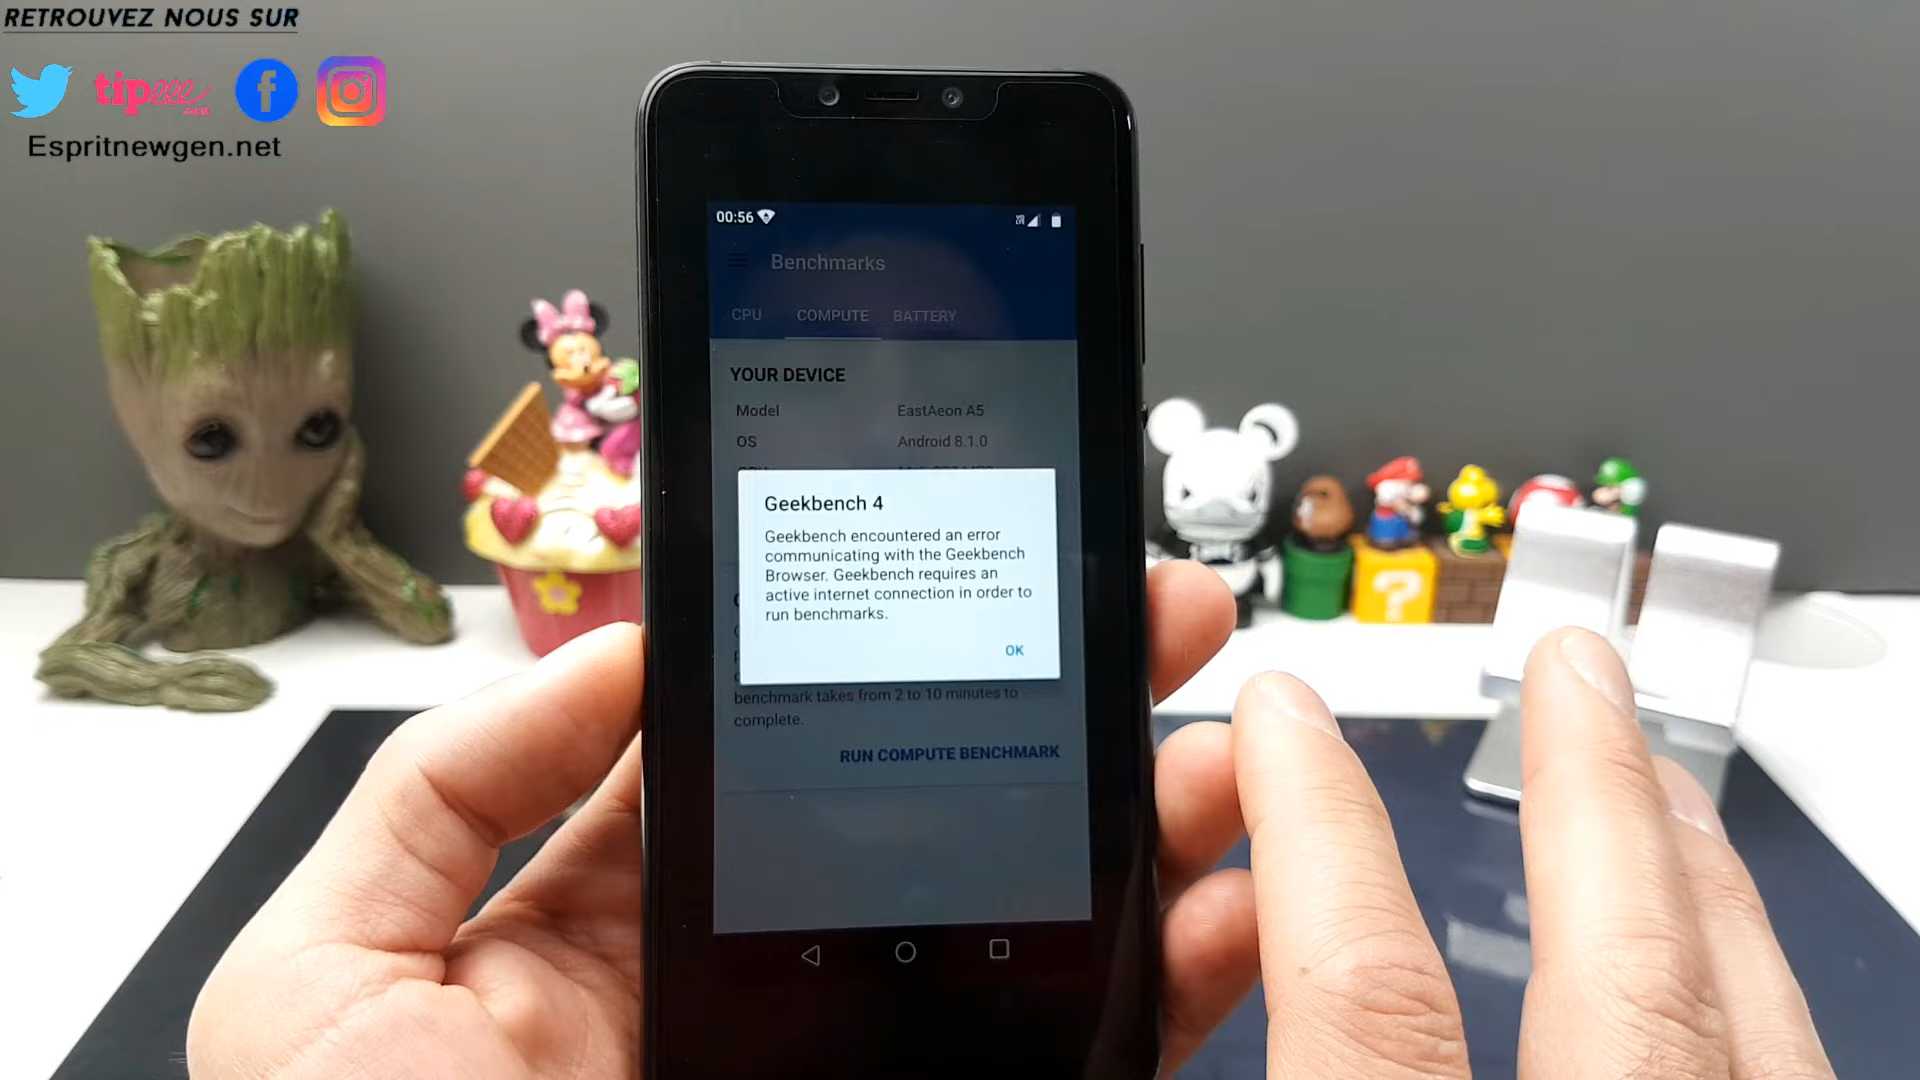 RETROUVEZ NOUS SUR
tipeee
Espritnewgen.net
00:56
Benchmarks
CPU COMPUTE BATTERY
YOUR DEVICE
Model EastAeon A5
OS Android 8.1.0
Geekbench 4
Geekbench encountered an error
communicating with the Geekbench
Browser. Geekbench requires an
active internet connection in order to
run benchmarks.
OK
benchmark takes from 2 to 10 minutes to
complete.
RUN COMPUTE BENCHMARK
?